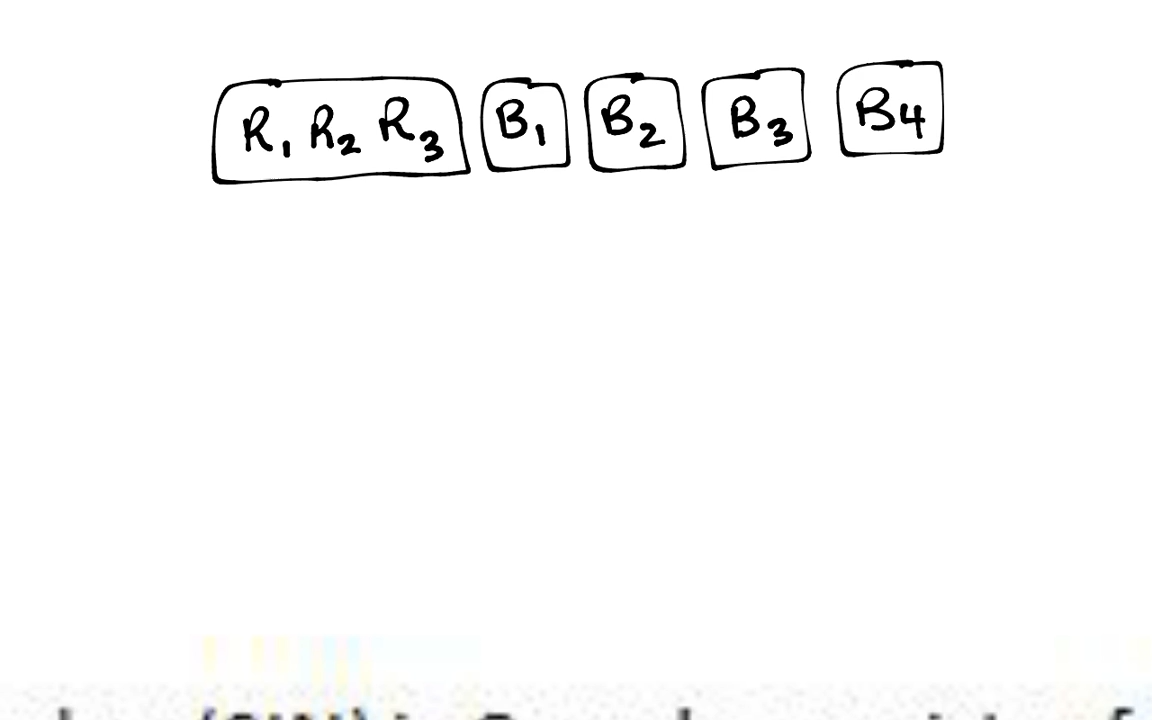 R₁ R₂ R₃ B₁ B₂ B₃ B₄